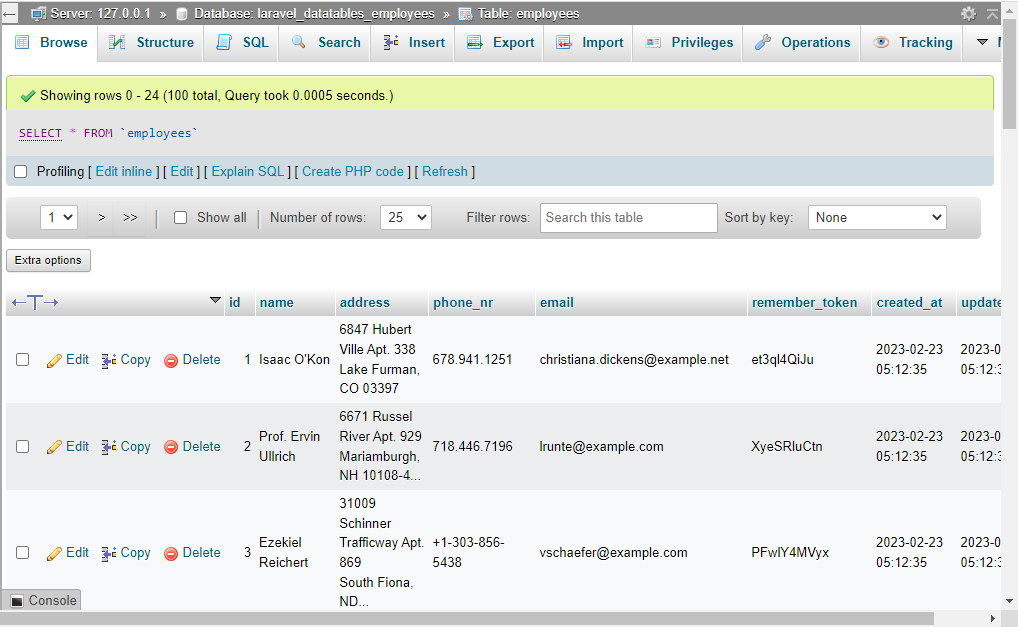 Server: 127.0.0.1 » Database: laravel_datatables_employees » Table: employees
Browse Structure SQL Search Insert Export Import Privileges Operations Tracking
Showing rows 0 - 24 (100 total, Query took 0.0005 seconds.)
SELECT * FROM `employees`
Profiling [ Edit inline ] [ Edit ] [ Explain SQL ] [ Create PHP code ] [ Refresh ]
1 > >> | Show all | Number of rows: 25 Filter rows: Search this table Sort by key: None
Extra options
←T→ id name address phone_nr email remember_token created_at update
6847 Hubert
Ville Apt. 338
Lake Furman,
CO 03397
Edit Copy Delete 1 Isaac O'Kon 678.941.1251 christiana.dickens@example.net et3ql4QiJu 2023-02-23 2023-0
05:12:35 05:12:3
6671 Russel
River Apt. 929
Mariamburgh,
NH 10108-4...
Edit Copy Delete 2 Prof. Ervin 718.446.7196 lrunte@example.com XyeSRluCtn 2023-02-23 2023-0
Ullrich 05:12:35 05:12:3
31009
Schinner
Trafficway Apt.
869
South Fiona,
ND...
Edit Copy Delete 3 Ezekiel +1-303-856- vschaefer@example.com PFwlY4MVyx 2023-02-23 2023-0
Reichert 5438 05:12:35 05:12:3
Console